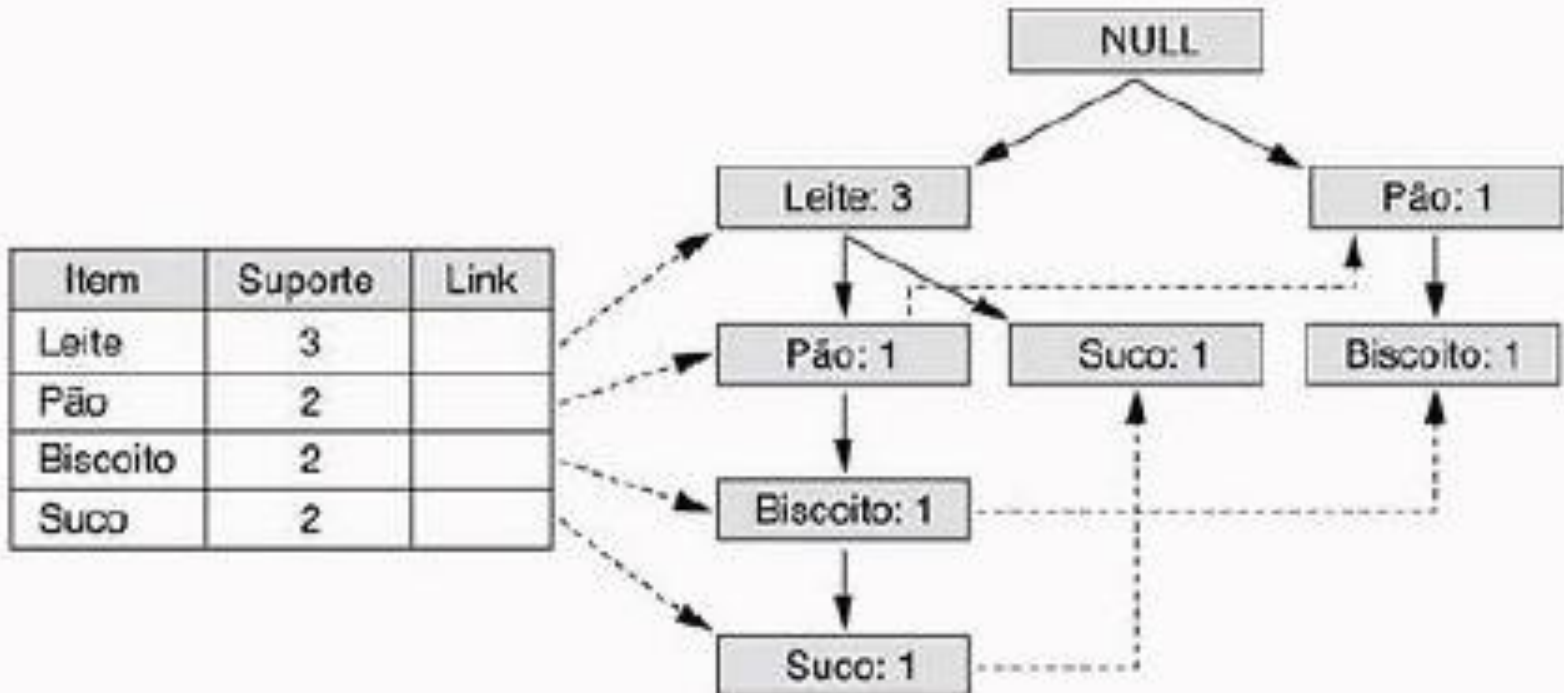 NULL
Leite: 3
Pão: 1
Item Suporte Link
Leite 3
Pão 2
Biscoito 2
Suco 2
Pão: 1
Suco: 1
Biscoito: 1
Biscoito: 1
Suco: 1